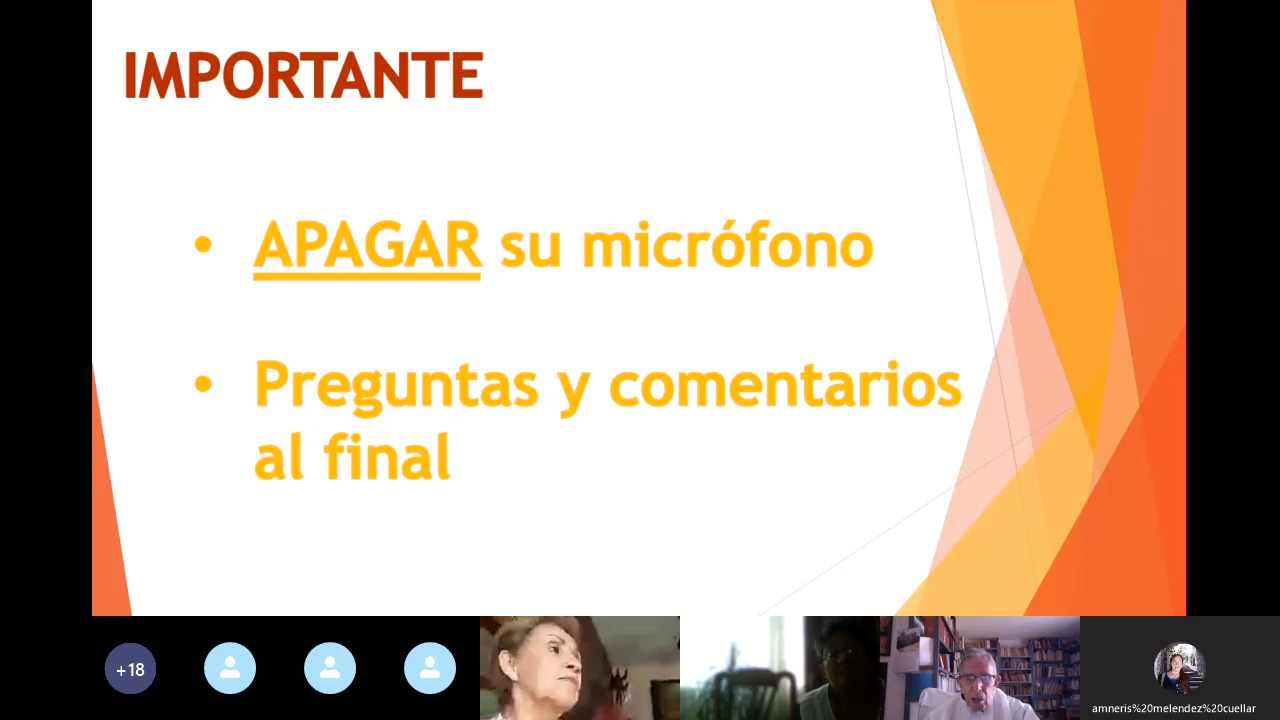 IMPORTANTE
• APAGAR su micrófono
• Preguntas y comentarios
al final
+18
amneris%20melendez%20cuellar